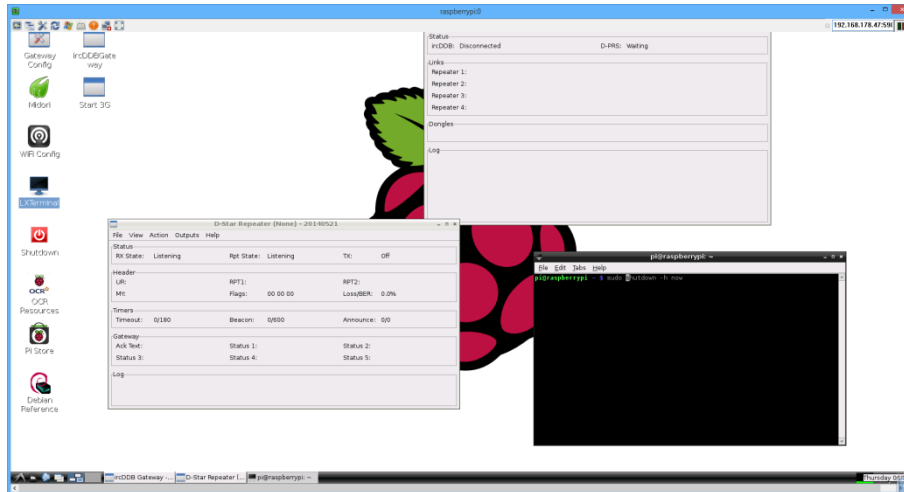 raspberrypi:0
192.168.178.47:590
Gateway Config
ircDDBGate way
Midori
Start 3G
WiFi Config
LXTerminal
Shutdown
OCR
OCR Resources
Pi Store
Debian Reference
Status
ircDDB: Disconnected D-PRS: Waiting
Links
Repeater 1:
Repeater 2:
Repeater 3:
Repeater 4:
Dongles
Log
D-Star Repeater (None) - 20140521
File View Action Outputs Help
Status
RX State: Listening Rpt State: Listening TX: Off
Header
UR: RPT1: RPT2:
MY: Flags: 00 00 00 Loss/BER: 0.0%
Timers
Timeout: 0/180 Beacon: 0/600 Announce: 0/0
Gateway
Ack Text: Status 1: Status 2:
Status 3: Status 4: Status 5:
Log
pi@raspberrypi: ~
File Edit Tabs Help
pi@raspberrypi ~ $ sudo shutdown -h now
ircDDB Gateway -... D-Star Repeater (... pi@raspberrypi: ~
Thursday